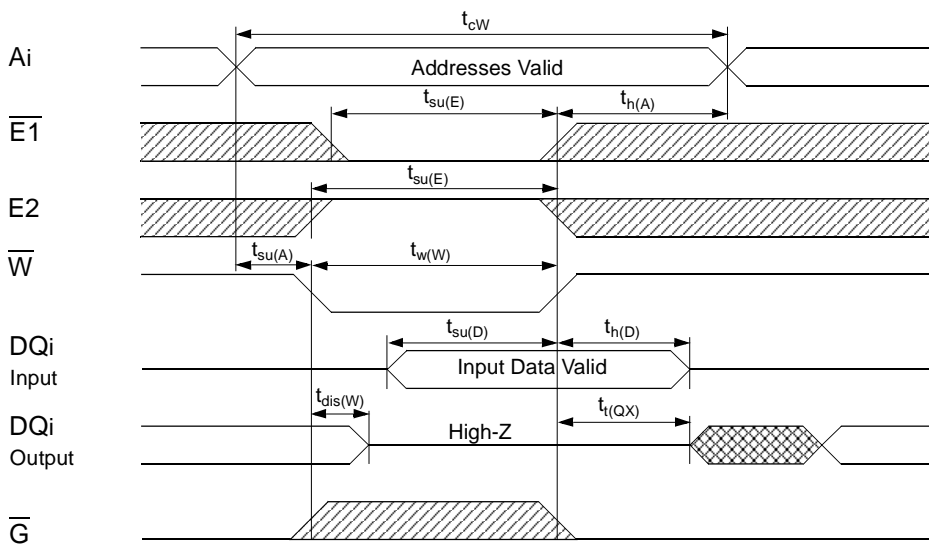 t_cW
Ai
Addresses Valid
t_su(E)
t_h(A)
E̅1̅
t_su(E)
E2
t_su(A)
t_w(W)
W̅
t_su(D)
t_h(D)
DQi
Input
Input Data Valid
t_dis(W)
t_t(QX)
DQi
Output
High-Z
G̅